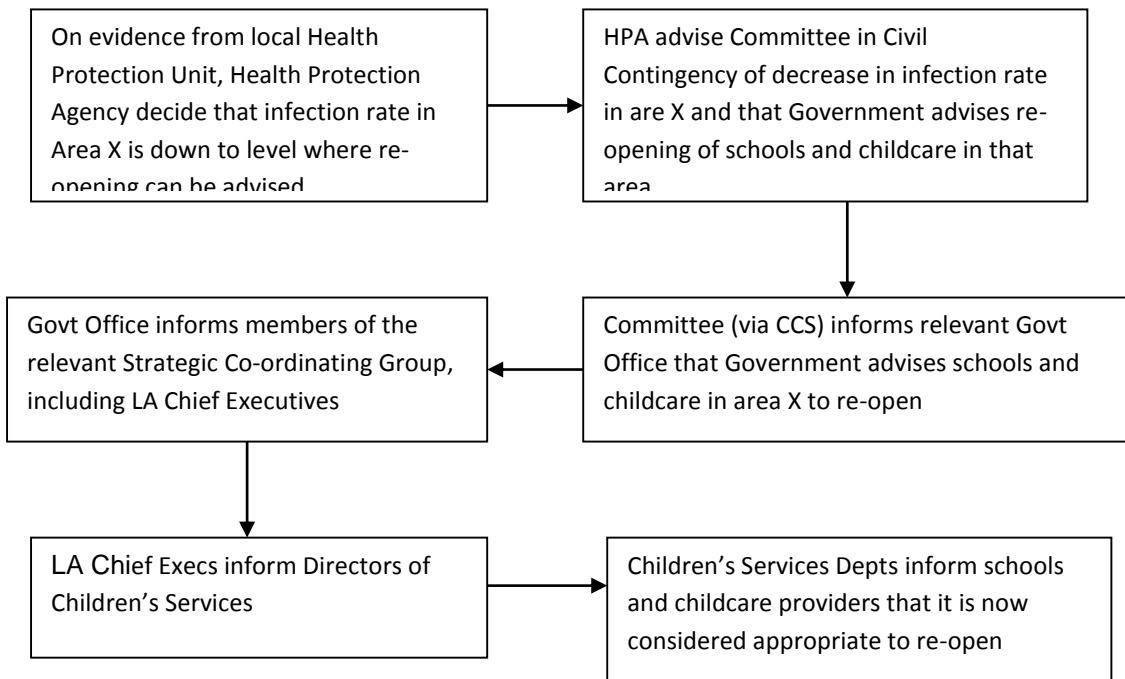 On evidence from local Health
Protection Unit, Health Protection
Agency decide that infection rate in
Area X is down to level where re-
opening can be advised
HPA advise Committee in Civil
Contingency of decrease in infection rate
in are X and that Government advises re-
opening of schools and childcare in that
area
Committee (via CCS) informs relevant Govt
Office that Government advises schools and
childcare in area X to re-open
Govt Office informs members of the
relevant Strategic Co-ordinating Group,
including LA Chief Executives
LA Chief Execs inform Directors of
Children’s Services
Children’s Services Depts inform schools
and childcare providers that it is now
considered appropriate to re-open